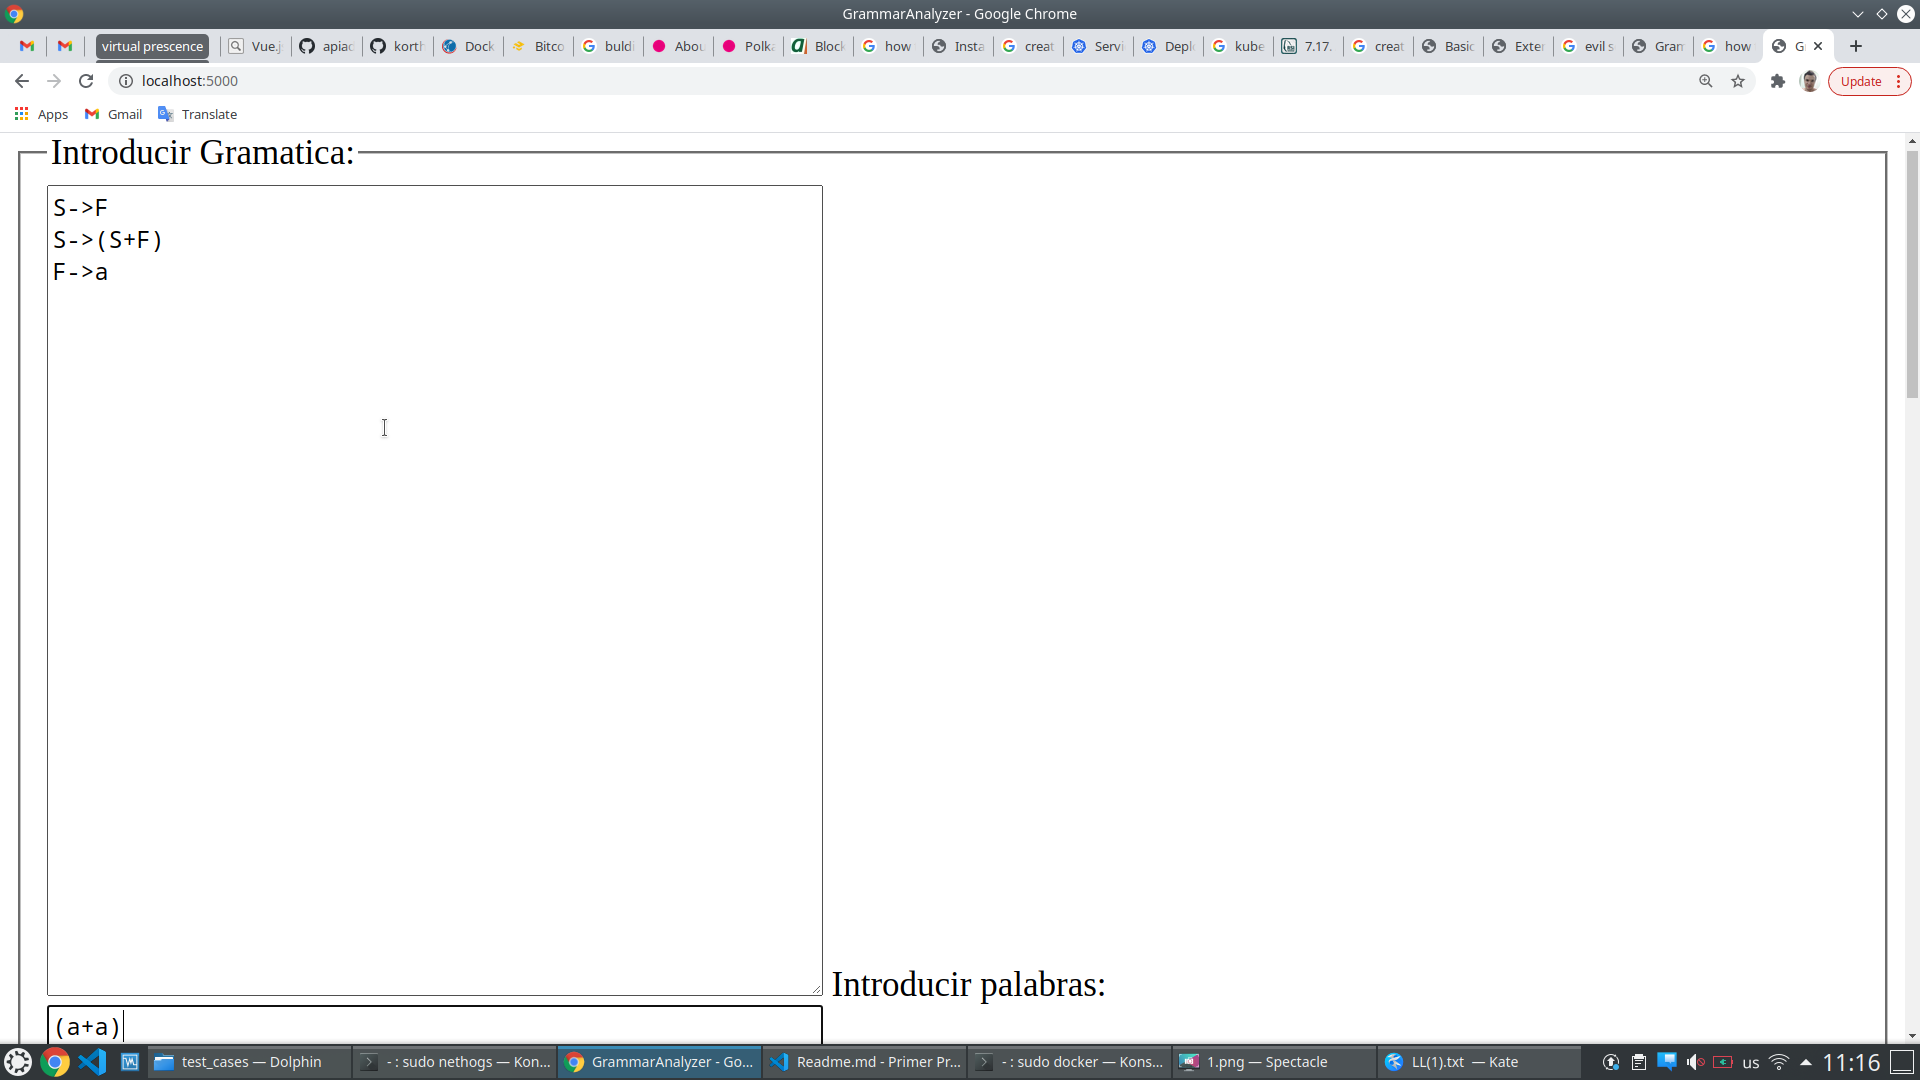 GrammarAnalyzer - Google Chrome
virtual prescence Vue.j apiac korth Dock Bitco buldi Abou Polka Block how Insta creat Servi Depl kube 7.17. creat Basic Exter evil s Gram how G
localhost:5000 Update
Apps Gmail Translate
Introducir Gramatica:
S->F
S->(S+F)
F->a
Introducir palabras:
(a+a)
test_cases — Dolphin - : sudo nethogs — Kon... GrammarAnalyzer - Go... Readme.md - Primer Pr... - : sudo docker — Kons... 1.png — Spectacle LL(1).txt — Kate us 11:16